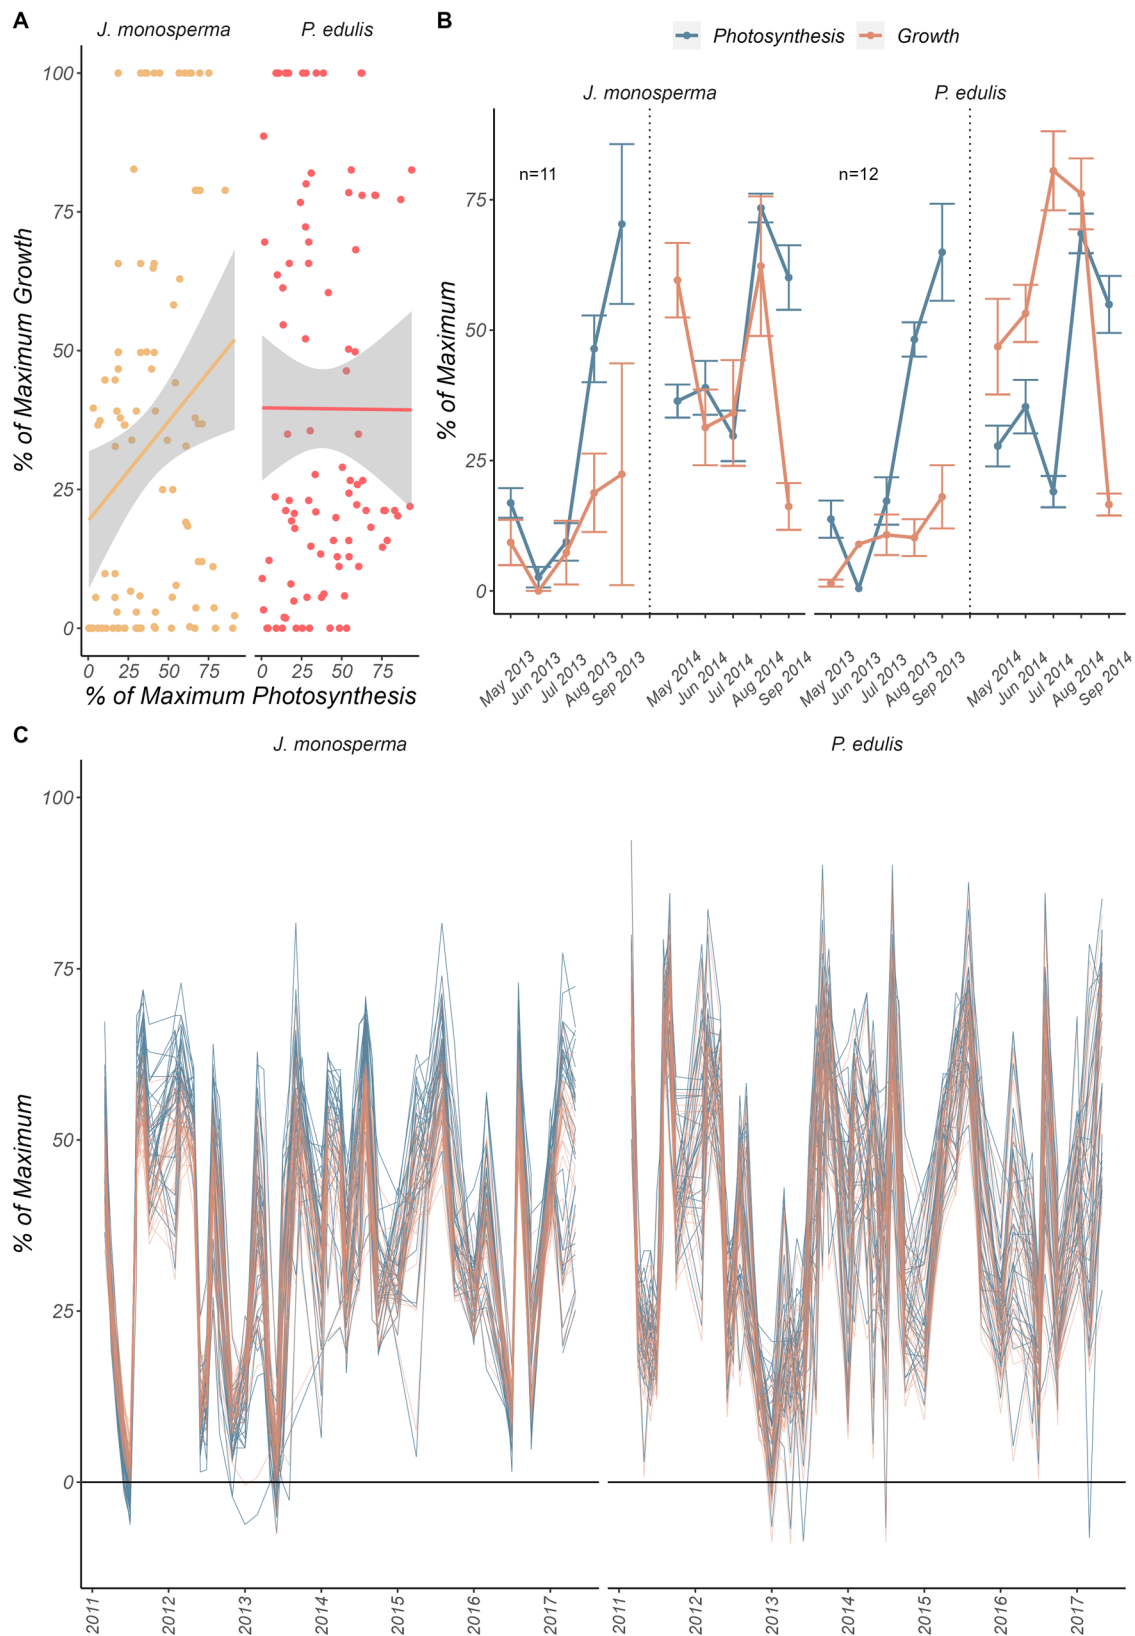 A
J. monosperma
P. edulis
% of Maximum Growth
100
75
50
25
0
0
25
50
75
0
25
50
75
% of Maximum Photosynthesis
B
Photosynthesis
Growth
J. monosperma
P. edulis
n=11
n=12
% of Maximum
75
50
25
0
May 2013
Jun 2013
Jul 2013
Aug 2013
Sep 2013
May 2014
Jun 2014
Jul 2014
Aug 2014
Sep 2014
May 2013
Jun 2013
Jul 2013
Aug 2013
Sep 2013
May 2014
Jun 2014
Jul 2014
Aug 2014
Sep 2014
C
J. monosperma
P. edulis
% of Maximum
100
75
50
25
0
2011
2012
2013
2014
2015
2016
2017
2011
2012
2013
2014
2015
2016
2017